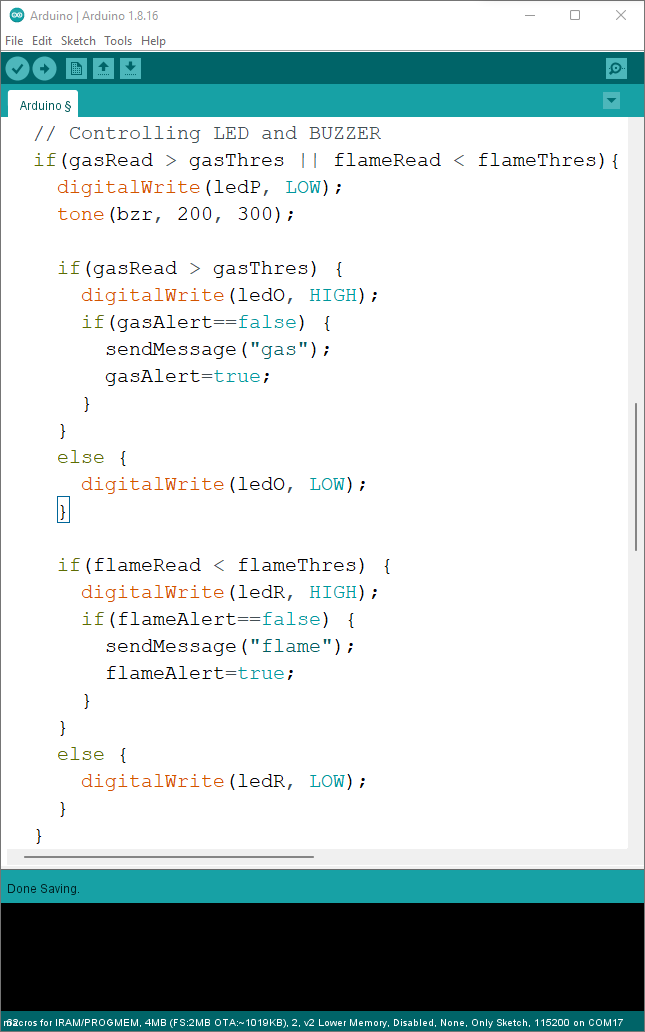 Arduino | Arduino 1.8.16
File Edit Sketch Tools Help
Arduino §
// Controlling LED and BUZZER
if(gasRead > gasThres || flameRead < flameThres){
digitalWrite(ledP, LOW);
tone(bzr, 200, 300);
if(gasRead > gasThres) {
digitalWrite(ledO, HIGH);
if(gasAlert==false) {
sendMessage("gas");
gasAlert=true;
}
}
else {
digitalWrite(ledO, LOW);
}
if(flameRead < flameThres) {
digitalWrite(ledR, HIGH);
if(flameAlert==false) {
sendMessage("flame");
flameAlert=true;
}
}
else {
digitalWrite(ledR, LOW);
}
}
Done Saving.
for IRAM/PROGMEM, 4MB (FS:2MB OTA:~1019KB), 2, v2 Lower Memory, Disabled, None, Only Sketch, 115200 on COM17